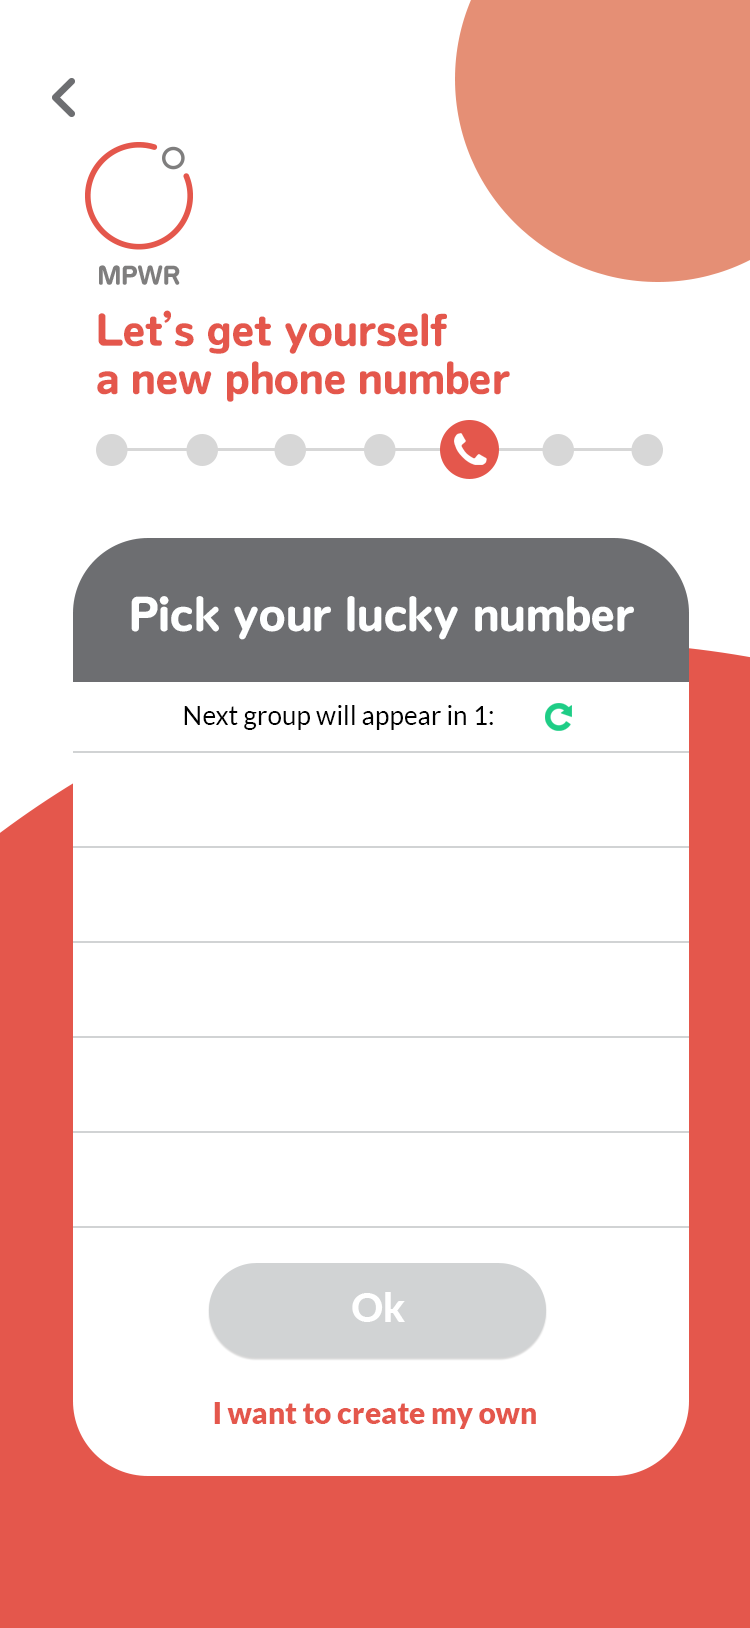 MPWR
Let's get yourself
a new phone number
Pick your lucky number
Next group will appear in 1:
Ok
I want to create my own